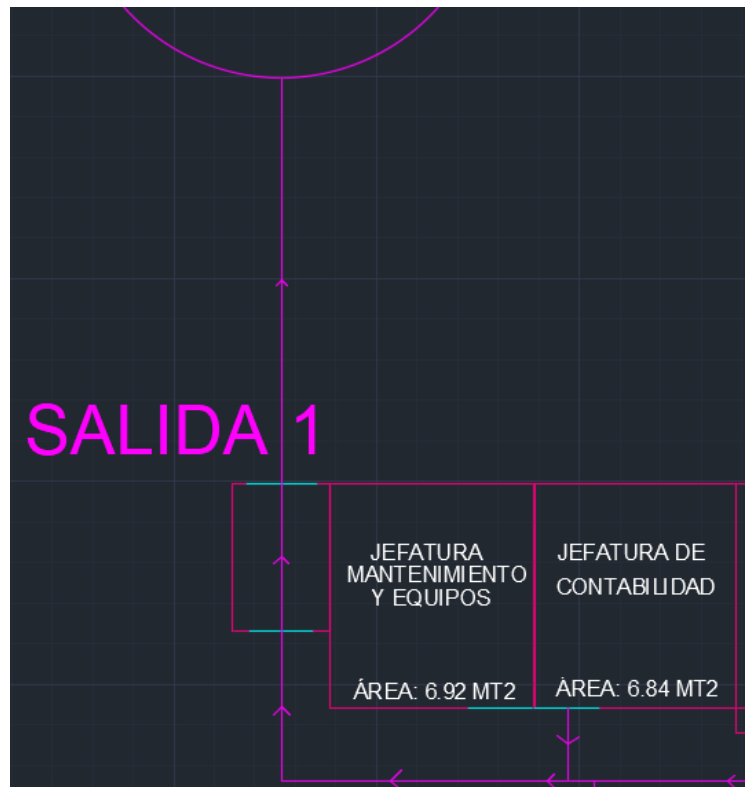 SALIDA 1
JEFATURA
MANTENIMIENTO
Y EQUIPOS
ÁREA: 6.92 MT2
JEFATURA DE
CONTABILIDAD
ÁREA: 6.84 MT2